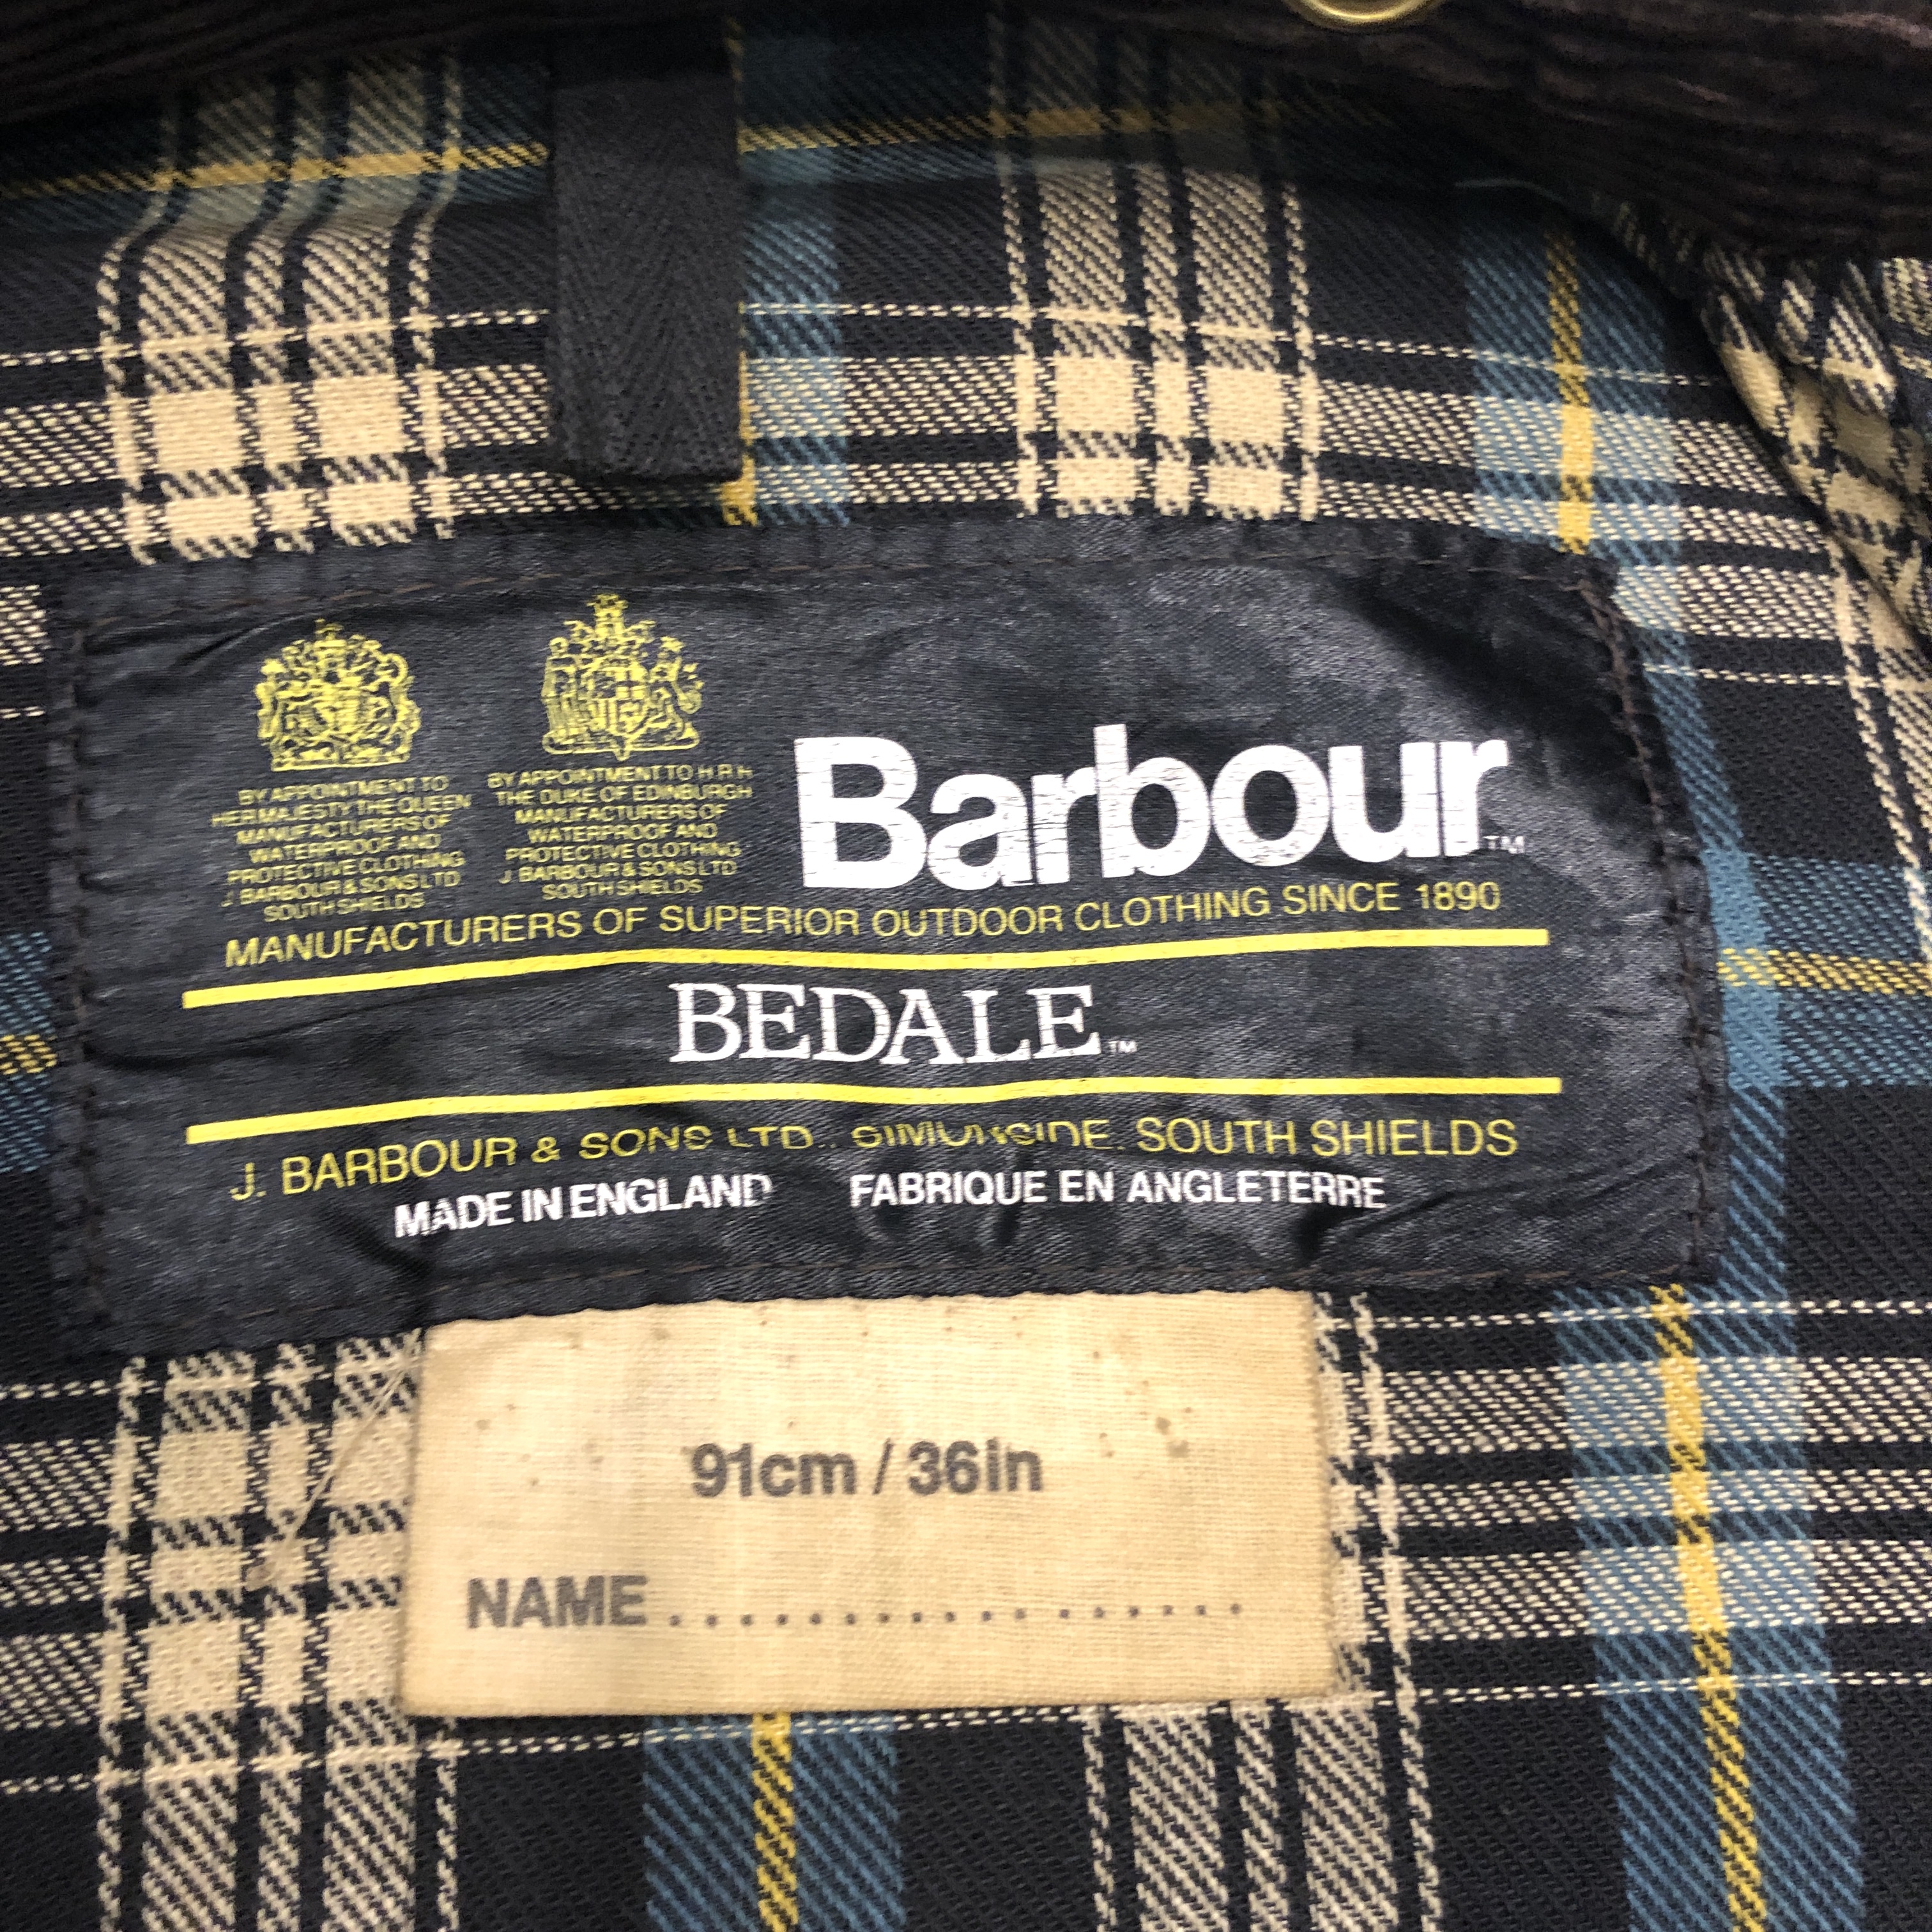 BY APPOINTMENT TO
HER MAJESTY THE QUEEN
MANUFACTURERS OF
WATERPROOF AND
PROTECTIVE CLOTHING
J. BARBOUR & SONS LTD
SOUTH SHIELDS
BY APPOINTMENT TO H.R.H.
THE DUKE OF EDINBURGH
MANUFACTURERS OF
WATERPROOF AND
PROTECTIVE CLOTHING
J. BARBOUR & SONS LTD
SOUTH SHIELDS
Barbour™
MANUFACTURERS OF SUPERIOR OUTDOOR CLOTHING SINCE 1890
BEDALE™
J. BARBOUR & SONS LTD., SIMONSIDE. SOUTH SHIELDS
MADE IN ENGLAND FABRIQUE EN ANGLETERRE
91cm / 36in
NAME..................